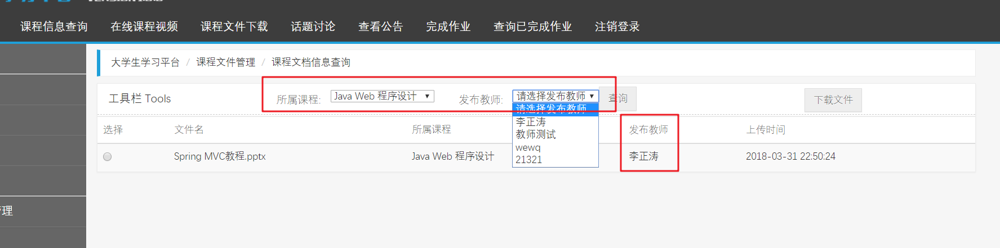 课程信息查询 在线课程视频 课程文件下载 话题讨论 查看公告 完成作业 查询已完成作业 注销登录
大学生学习平台 / 课程文件管理 / 课程文档信息查询
工具栏 Tools 所属课程: Java Web 程序设计 发布教师: 请选择发布教师 查询 下载文件
请选择发布教师
李正涛
教师测试
wewq
21321
选择 文件名 所属课程 发布教师 上传时间
Spring MVC教程.pptx Java Web 程序设计 李正涛 2018-03-31 22:50:24
理